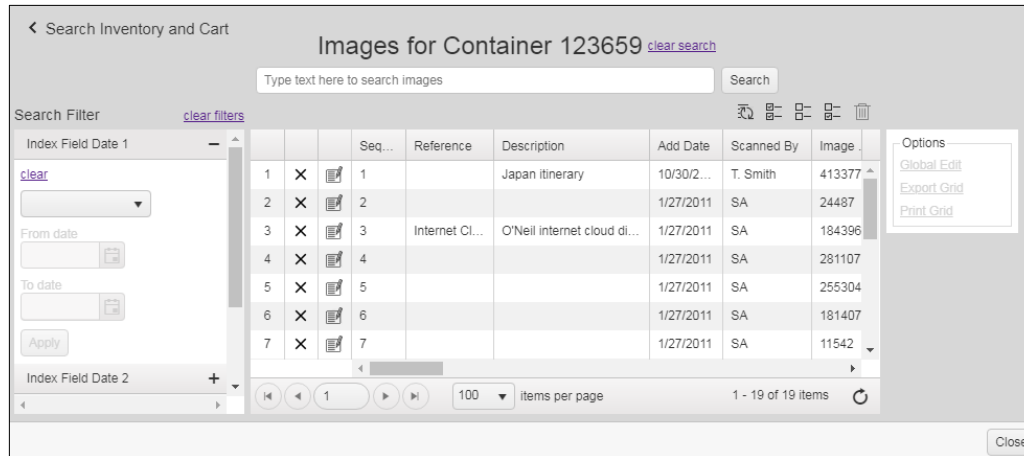 Search Inventory and Cart
Images for Container 123659 clear search
Type text here to search images
Search
Search Filter clear filters
Index Field Date 1
clear
From date
To date
Apply
Index Field Date 2
Seq... Reference Description Add Date Scanned By Image .
1 1 Japan itinerary 10/30/2... T. Smith 413377
2 2 1/27/2011 SA 24487
3 3 Internet Cl... O'Neil internet cloud di... 1/27/2011 SA 184396
4 4 1/27/2011 SA 281107
5 5 1/27/2011 SA 255304
6 6 1/27/2011 SA 181407
7 7 1/27/2011 SA 11542
1 100 items per page 1 - 19 of 19 items
Options
Global Edit
Export Grid
Print Grid
Close